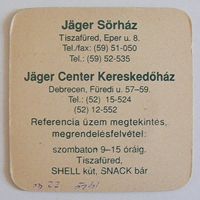 Jäger Sörház
Tiszafüred, Eper u. 8.
Tel./fax: (59) 51-050
Tel.: (59) 52-535
Jäger Center Kereskedőház
Debrecen, Füredi u. 57–59.
Tel.: (52) 15-524
(52) 12-552
Referencia üzem megtekintés,
megrendelésfelvétel:
szombaton 9–15 óráig.
Tiszafüred,
SHELL kút, SNACK bár